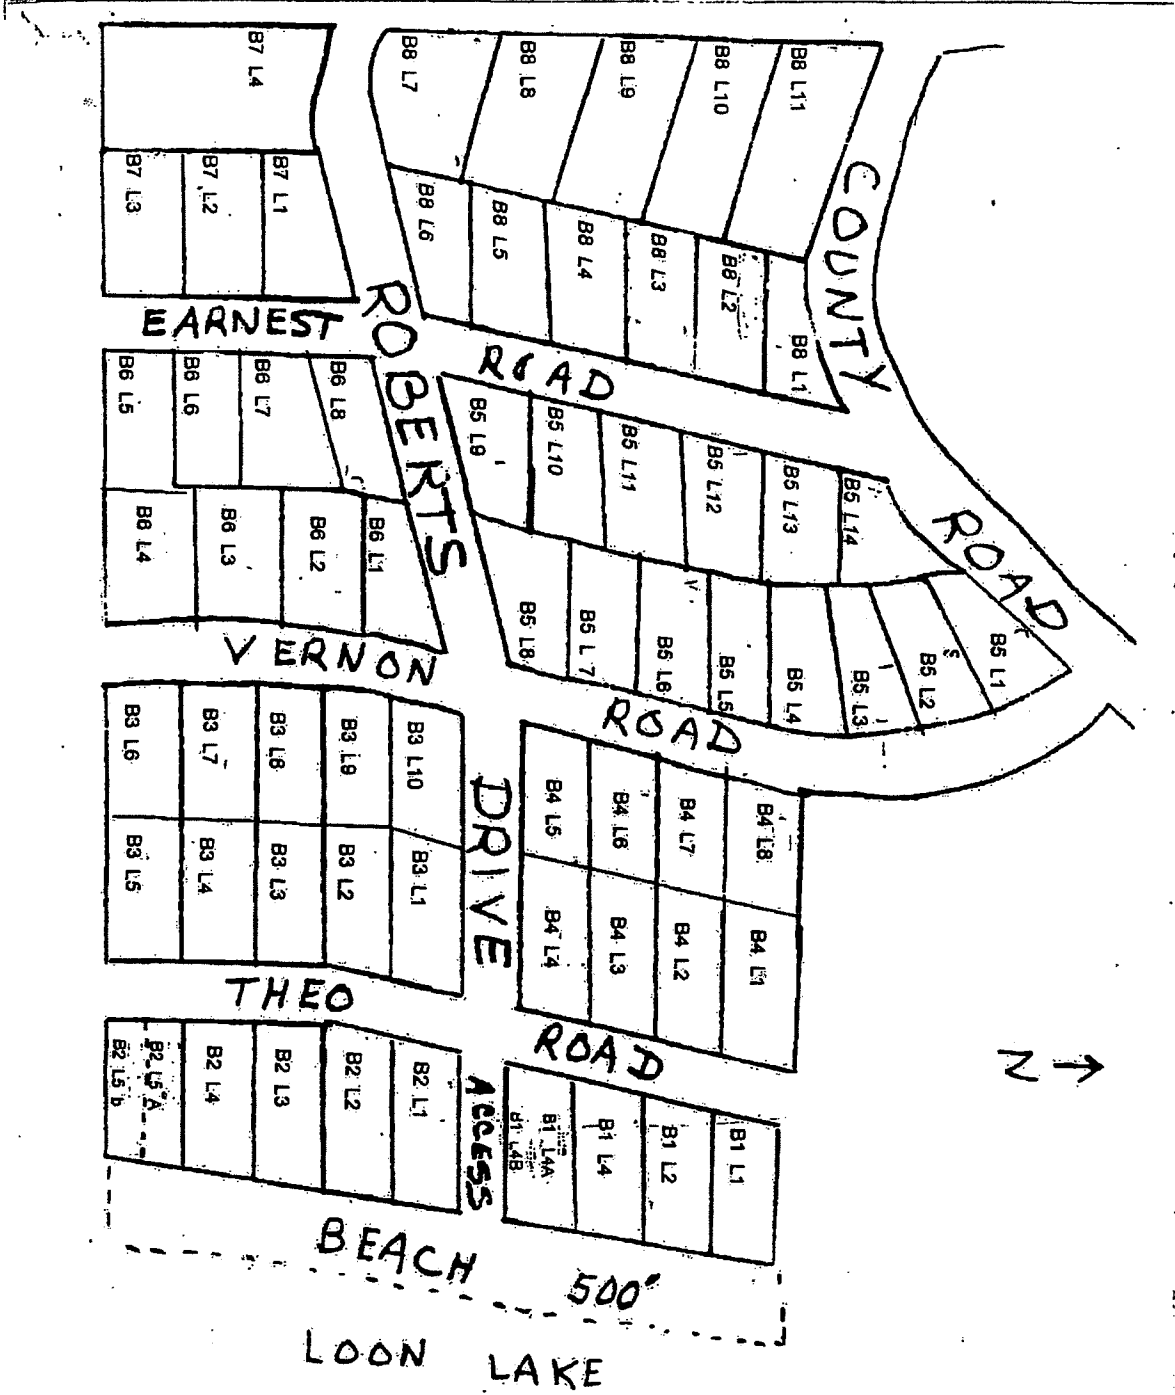 B7 L4
B8 L7
B8 L8
B8 L9
B8 L10
B8 L11
B7 L3
B7 L2
B7 L1
B8 L6
B8 L5
B8 L4
B8 L3
B8 L2
B8 L1
COUNTY ROAD
EARNEST ROAD
ROBERTS DRIVE
B6 L5
B6 L6
B6 L7
B6 L8
B5 L9
B5 L10
B5 L11
B5 L12
B5 L13
B5 L14
B6 L4
B6 L3
B6 L2
B6 L1
B5 L8
B5 L7
B5 L6
B5 L5
B5 L4
B5 L3
B5 L2
B5 L1
VERNON ROAD
B3 L6
B3 L7
B3 L8
B3 L9
B3 L10
B4 L5
B4 L6
B4 L7
B4 L8
B3 L5
B3 L4
B3 L3
B3 L2
B3 L1
B4 L4
B4 L3
B4 L2
B4 L1
THEO ROAD
N
B2 L5 b
B2 L5 A
B2 L4
B2 L3
B2 L2
B2 L1
ACCESS
B1 L4B
B1 L4A
B1 L4
B1 L2
B1 L1
BEACH 500"
LOON LAKE